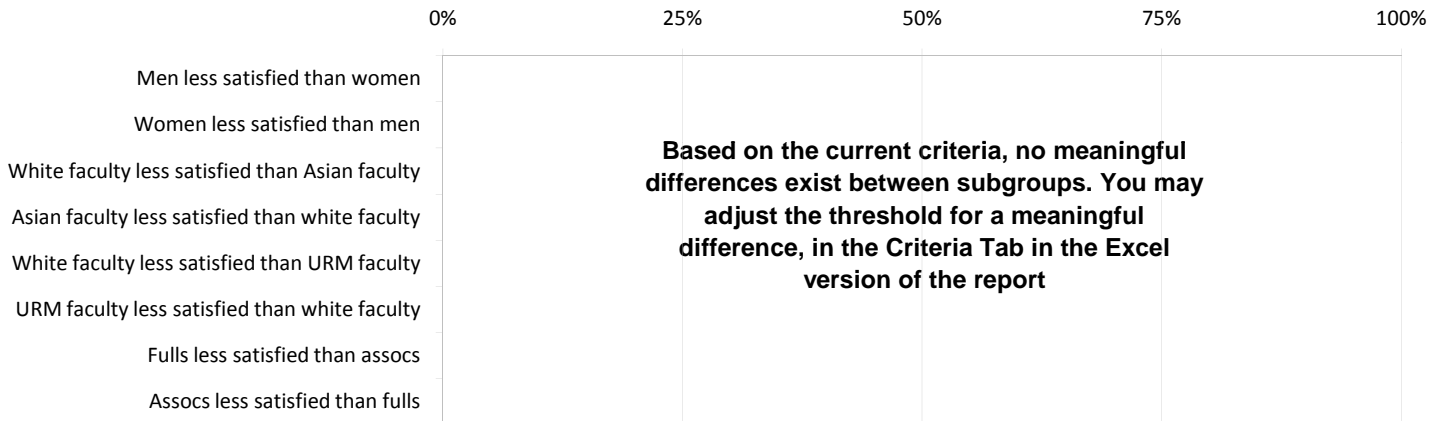 0% 25% 50% 75% 100%
Men less satisfied than women
Women less satisfied than men
White faculty less satisfied than Asian faculty
Asian faculty less satisfied than white faculty
White faculty less satisfied than URM faculty
URM faculty less satisfied than white faculty
Fulls less satisfied than assocs
Assocs less satisfied than fulls
Based on the current criteria, no meaningful
differences exist between subgroups. You may
adjust the threshold for a meaningful
difference, in the Criteria Tab in the Excel
version of the report